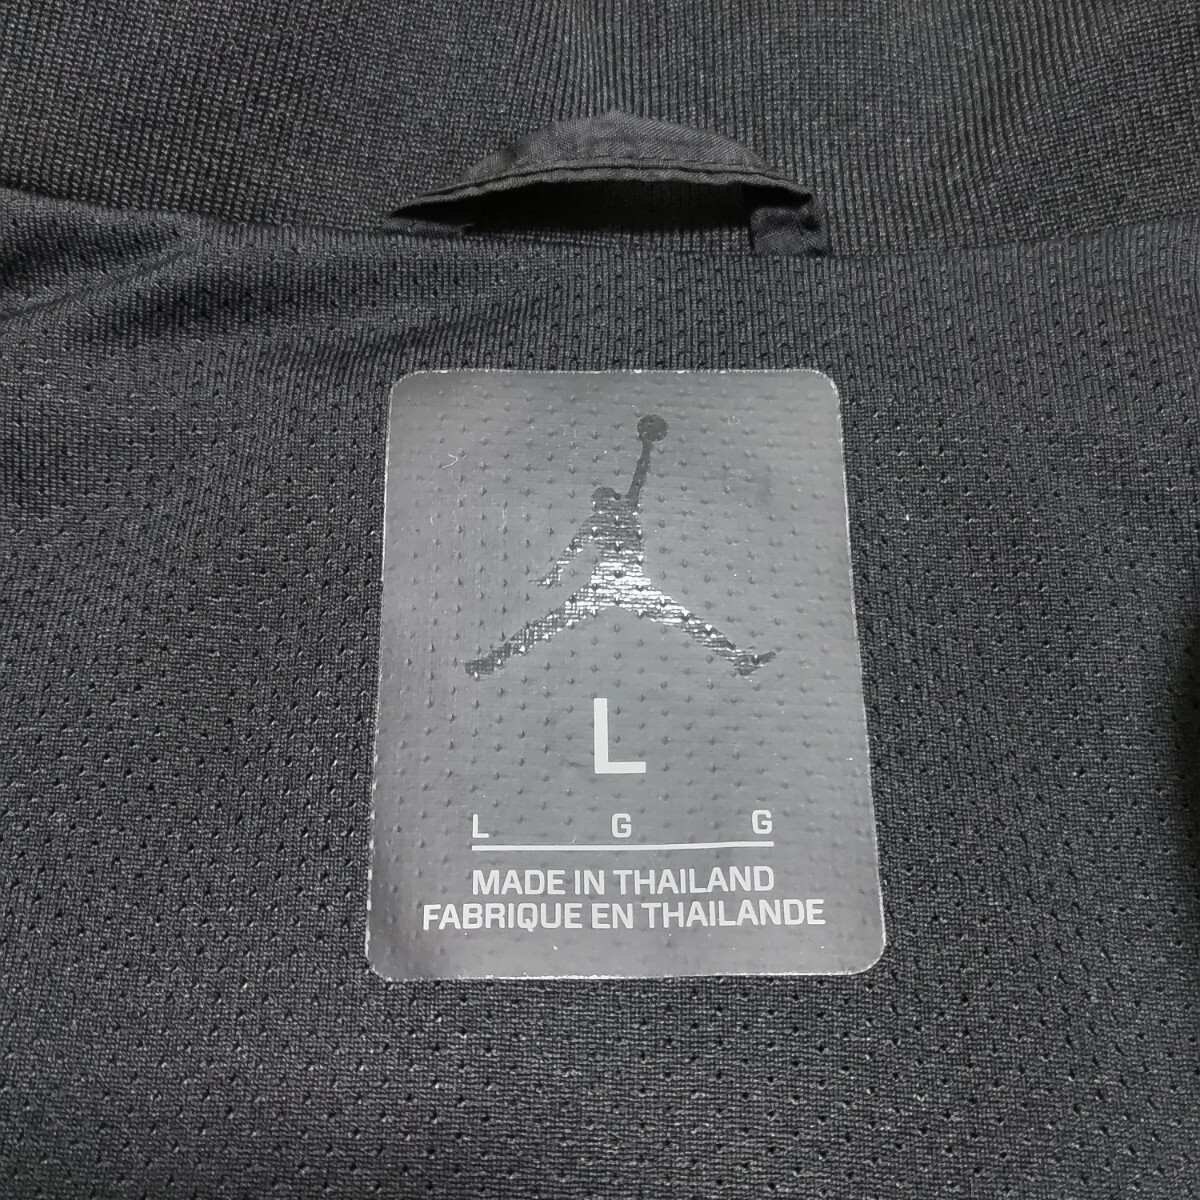 L
L G G
MADE IN THAILAND
FABRIQUE EN THAILANDE